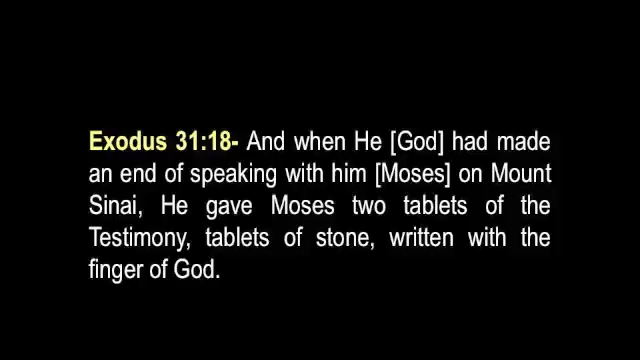 Exodus 31:18- And when He [God] had made
an end of speaking with him [Moses] on Mount
Sinai, He gave Moses two tablets of the
Testimony, tablets of stone, written with the
finger of God.